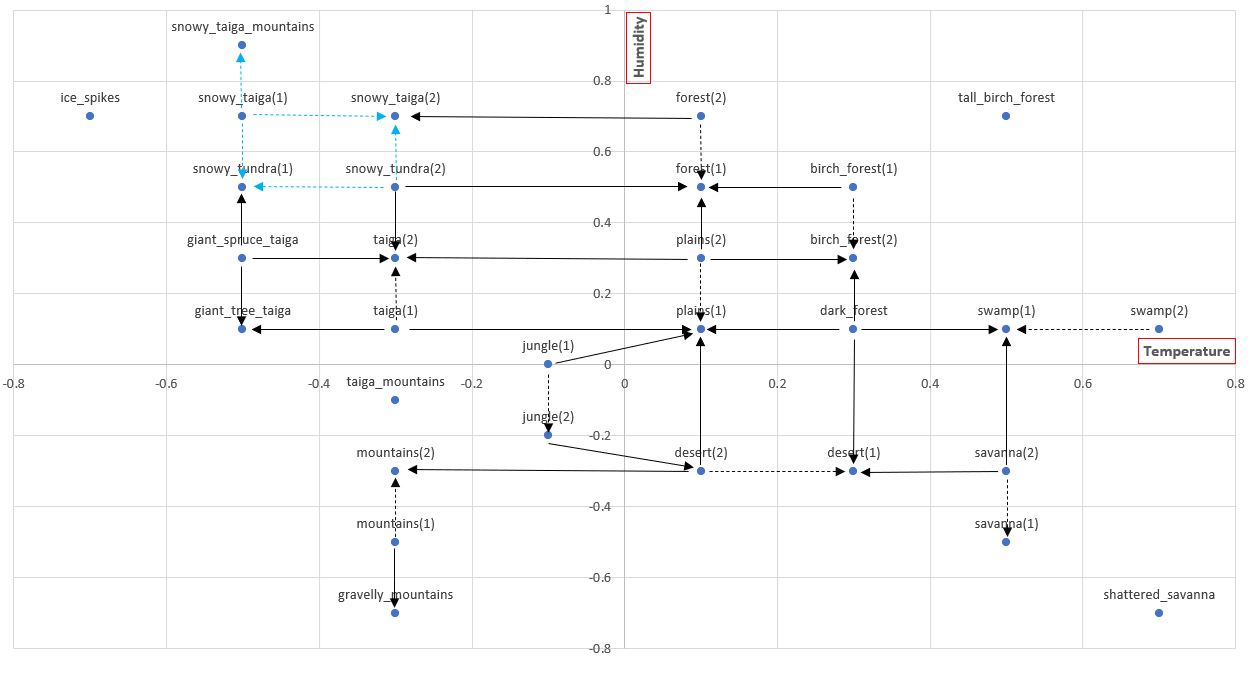 1
Humidity
snowy_taiga_mountains
0.8
ice_spikes
snowy_taiga(1)
snowy_taiga(2)
forest(2)
tall_birch_forest
0.6
snowy_tundra(1)
snowy_tundra(2)
forest(1)
birch_forest(1)
0.4
giant_spruce_taiga
taiga(2)
plains(2)
birch_forest(2)
0.2
giant_tree_taiga
taiga(1)
plains(1)
dark_forest
swamp(1)
swamp(2)
jungle(1)
Temperature
0
-0.8
-0.6
-0.4
-0.2
0
0.2
0.4
0.6
0.8
taiga_mountains
jungle(2)
-0.2
mountains(2)
desert(2)
desert(1)
savanna(2)
-0.4
mountains(1)
savanna(1)
-0.6
gravelly_mountains
shattered_savanna
-0.8